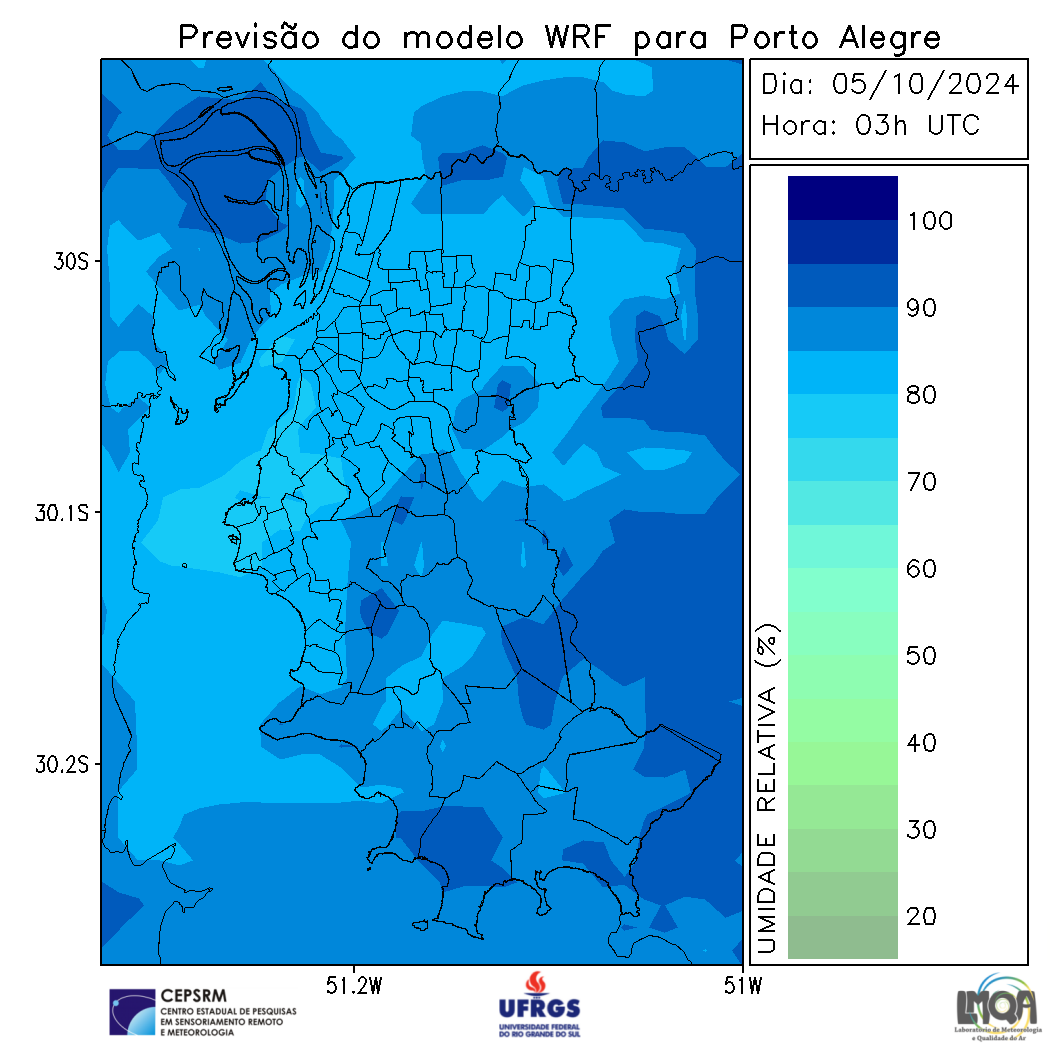 Previsão do modelo WRF para Porto Alegre
Dia: 05/10/2024
Hora: 03h UTC
30S
30.1S
30.2S
51.2W
51W
100
90
80
70
60
50
40
30
20
UMIDADE RELATIVA (%)
CEPSRM
CENTRO ESTADUAL DE PESQUISAS
EM SENSORIAMENTO REMOTO
E METEOROLOGIA
UFRGS
UNIVERSIDADE FEDERAL
DO RIO GRANDE DO SUL
LMQA
Laboratório de Meteorologia
e Qualidade do Ar